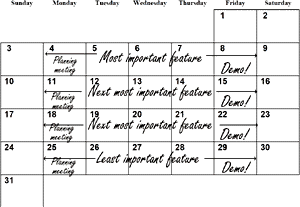 Sunday Monday Tuesday Wednesday Thursday Friday Saturday
1 2
3 4 5 6 7 8 9
Most important feature
Planning meeting Demo!
10 11 12 13 14 15 16
Next most important feature
Planning meeting Demo!
17 18 19 20 21 22 23
Next most important feature
Planning meeting Demo!
24 25 26 27 28 29 30
Least important feature
Planning meeting Demo!
31